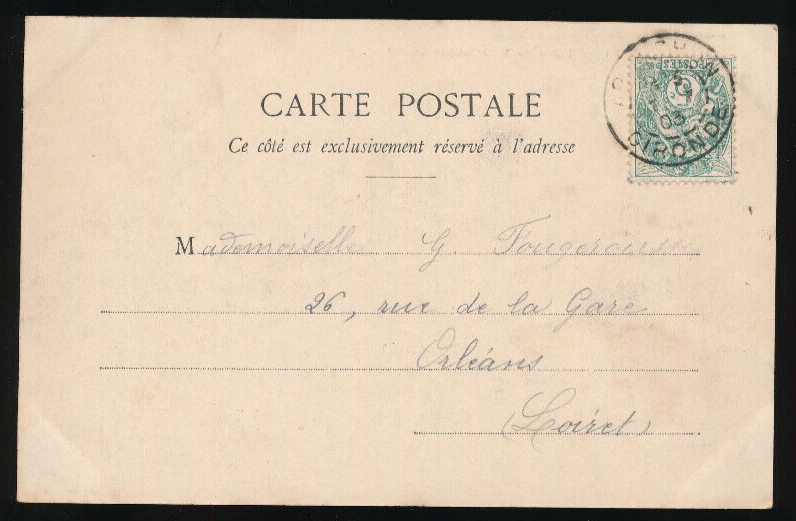 CARTE POSTALE
Ce côté est exclusivement réservé à l'adresse
POSTES
03
GIRONDE
Mademoiselle G. Fougerousse
26, rue de la Gare
Orléans
(Loiret)